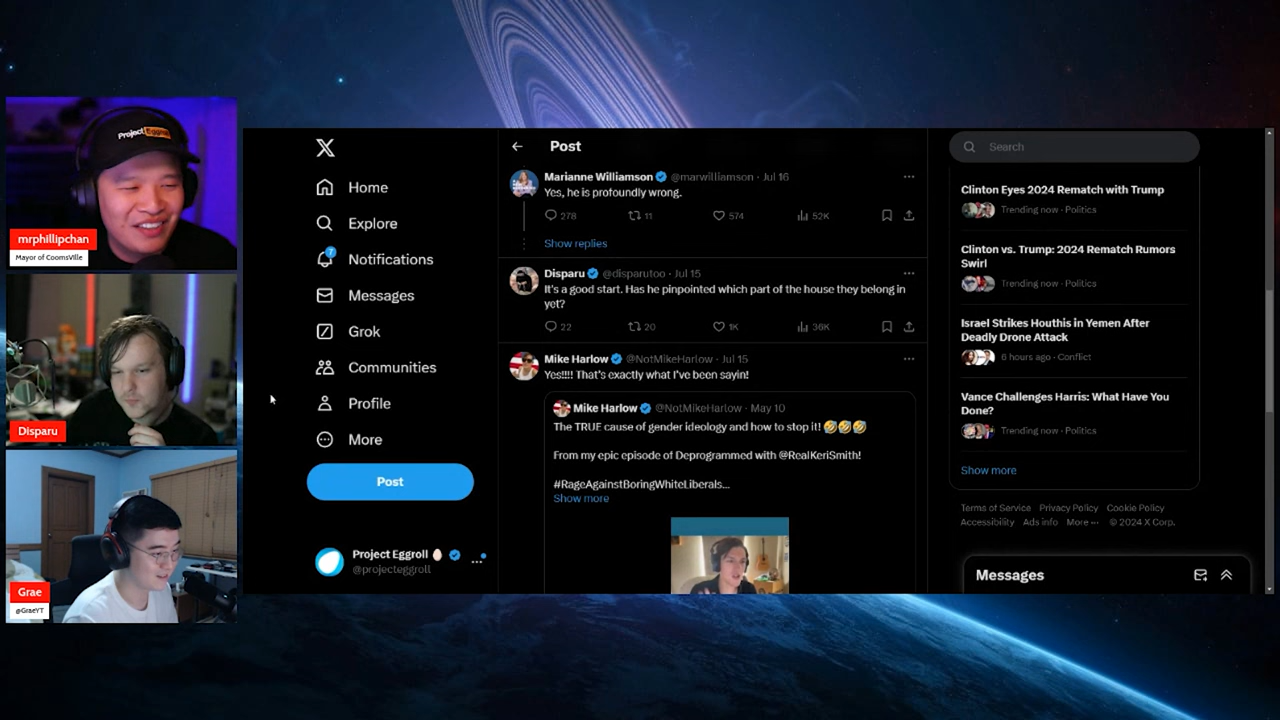 Project Eggroll
mrphillipchan
Mayor of CoomsVille
Disparu
Grae
@GraeYT
X
Home
Explore
7
Notifications
Messages
Grok
Communities
Profile
More
Post
Project Eggroll
@projecteggroll
Post
Marianne Williamson @marwilliamson · Jul 16
Yes, he is profoundly wrong.
278 11 574 52K
Show replies
Disparu @disparutoo · Jul 15
It's a good start. Has he pinpointed which part of the house they belong in
yet?
22 20 1K 36K
Mike Harlow @NotMikeHarlow · Jul 15
Yes!!!! That's exactly what I've been sayin!
Mike Harlow @NotMikeHarlow · May 10
The TRUE cause of gender ideology and how to stop it! 🤣🤣🤣
From my epic episode of Deprogrammed with @RealKeriSmith!
#RageAgainstBoringWhiteLiberals...
Show more
Search
Clinton Eyes 2024 Rematch with Trump
Trending now · Politics
Clinton vs. Trump: 2024 Rematch Rumors
Swirl
Trending now · Politics
Israel Strikes Houthis in Yemen After
Deadly Drone Attack
6 hours ago · Conflict
Vance Challenges Harris: What Have You
Done?
Trending now · Politics
Show more
Terms of Service Privacy Policy Cookie Policy
Accessibility Ads info More ··· © 2024 X Corp.
Messages